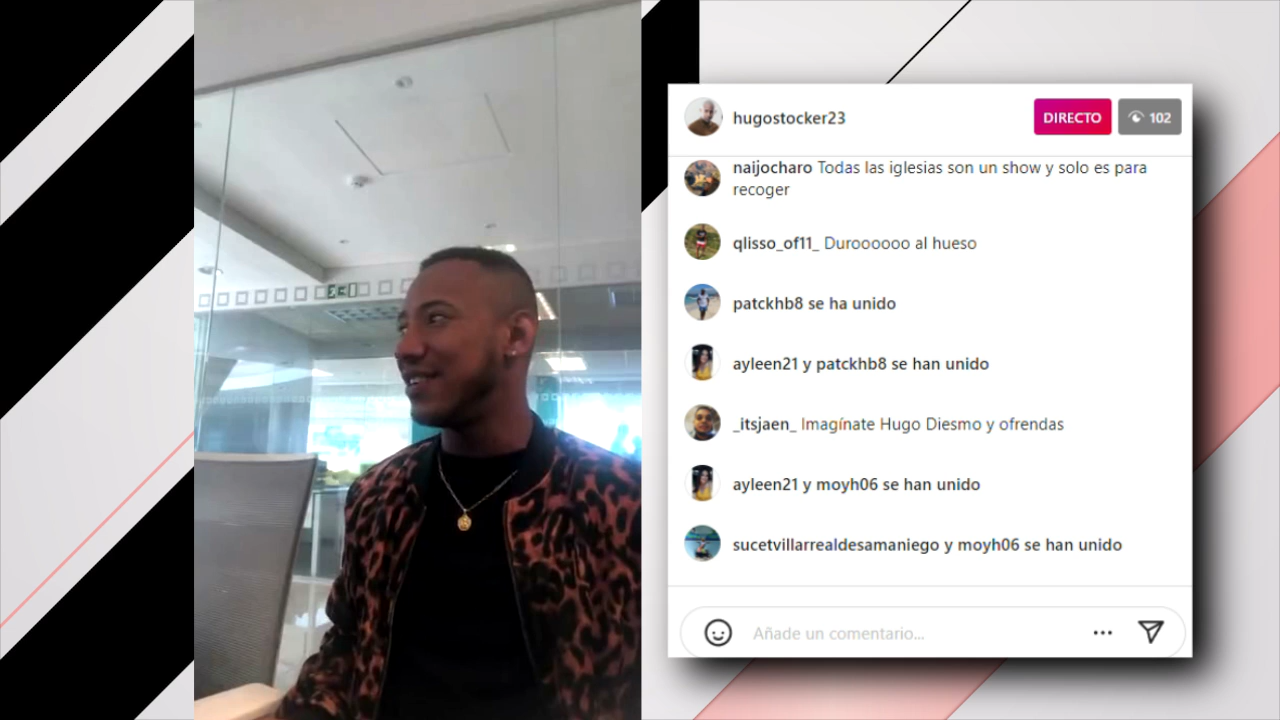 hugostocker23
DIRECTO
102
naijocharo Todas las iglesias son un show y solo es para
recoger
qlisso_of11_ Duroooooo al hueso
patckhb8 se ha unido
ayleen21 y patckhb8 se han unido
_itsjaen_ Imagínate Hugo Diesmo y ofrendas
ayleen21 y moyh06 se han unido
sucetvillarrealdesamaniego y moyh06 se han unido
Añade un comentario...